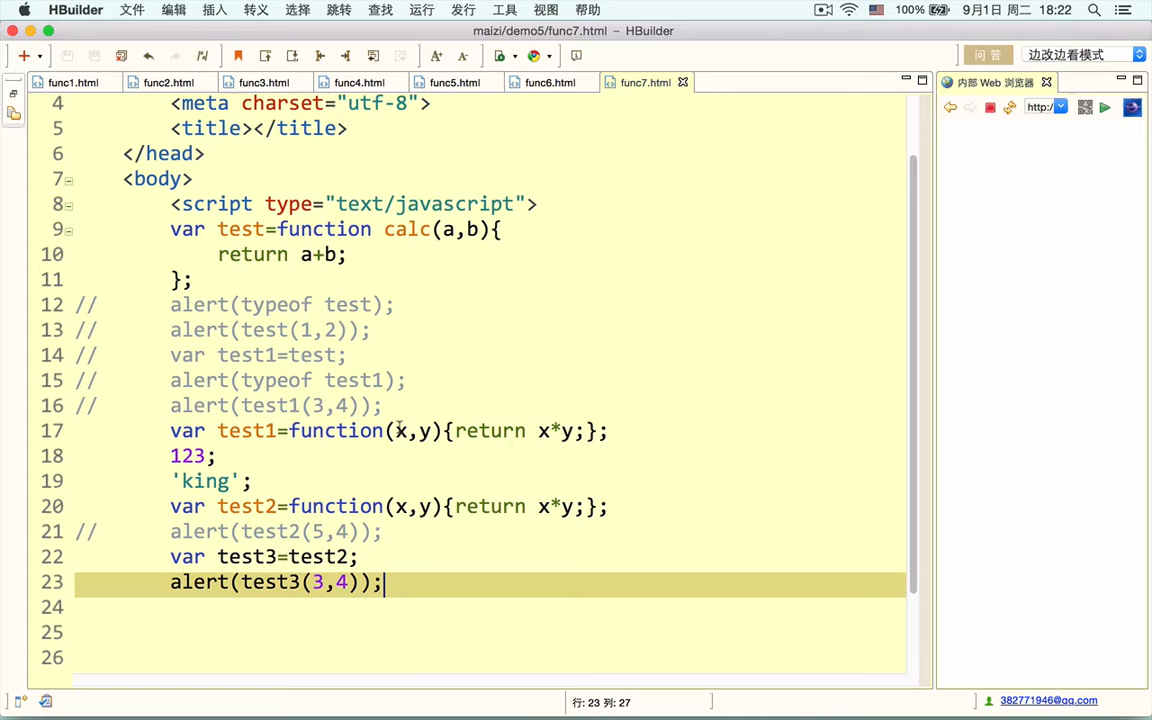 HBuilder 文件 编辑 插入 转义 选择 跳转 查找 运行 发行 工具 视图 帮助 100% 9月1日 周二 18:22
maizi/demo5/func7.html – HBuilder
问答 边改边看模式
func1.html func2.html func3.html func4.html func5.html func6.html func7.html 内部 Web 浏览器
http:/
4 <meta charset="utf-8">
5 <title></title>
6 </head>
7 <body>
8 <script type="text/javascript">
9 var test=function calc(a,b){
10 return a+b;
11 };
12 // alert(typeof test);
13 // alert(test(1,2));
14 // var test1=test;
15 // alert(typeof test1);
16 // alert(test1(3,4));
17 var test1=function(x,y){return x*y;};
18 123;
19 'king';
20 var test2=function(x,y){return x*y;};
21 // alert(test2(5,4));
22 var test3=test2;
23 alert(test3(3,4));
24
25
26
行: 23 列: 27
382771946@qq.com